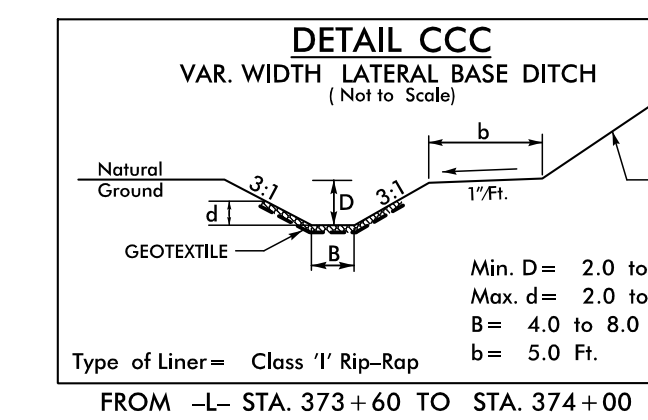 DETAIL CCC
VAR. WIDTH LATERAL BASE DITCH
( Not to Scale)
b
Natural
Ground
3:1
D
3:1
1"/Ft.
d
GEOTEXTILE
B
Min. D= 2.0 to
Max. d= 2.0 to
B= 4.0 to 8.0
b= 5.0 Ft.
Type of Liner= Class 'I' Rip-Rap
FROM -L- STA. 373+60 TO STA. 374+00